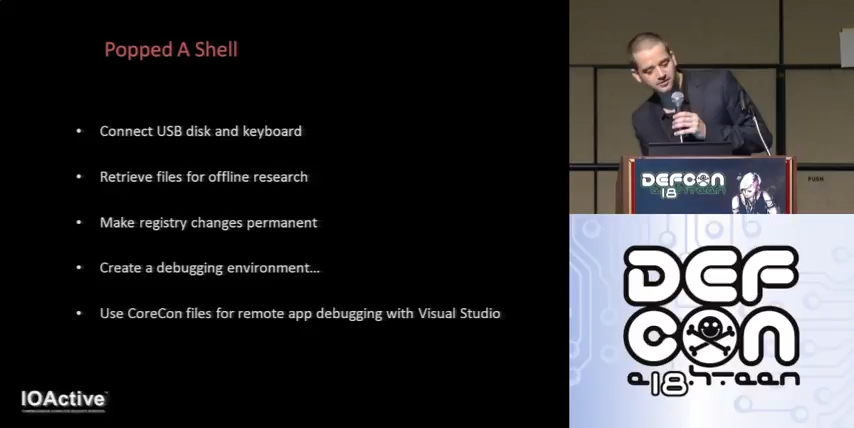 Popped A Shell
• Connect USB disk and keyboard
• Retrieve files for offline research
• Make registry changes permanent
• Create a debugging environment...
• Use CoreCon files for remote app debugging with Visual Studio
IOActive
DEFCON
18
PUSH
DEF
CON
18